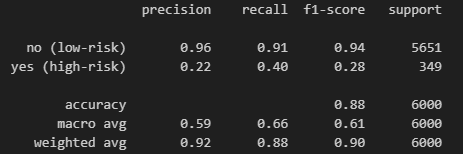 precision recall f1-score support
no (low-risk) 0.96 0.91 0.94 5651
yes (high-risk) 0.22 0.40 0.28 349
accuracy 0.88 6000
macro avg 0.59 0.66 0.61 6000
weighted avg 0.92 0.88 0.90 6000